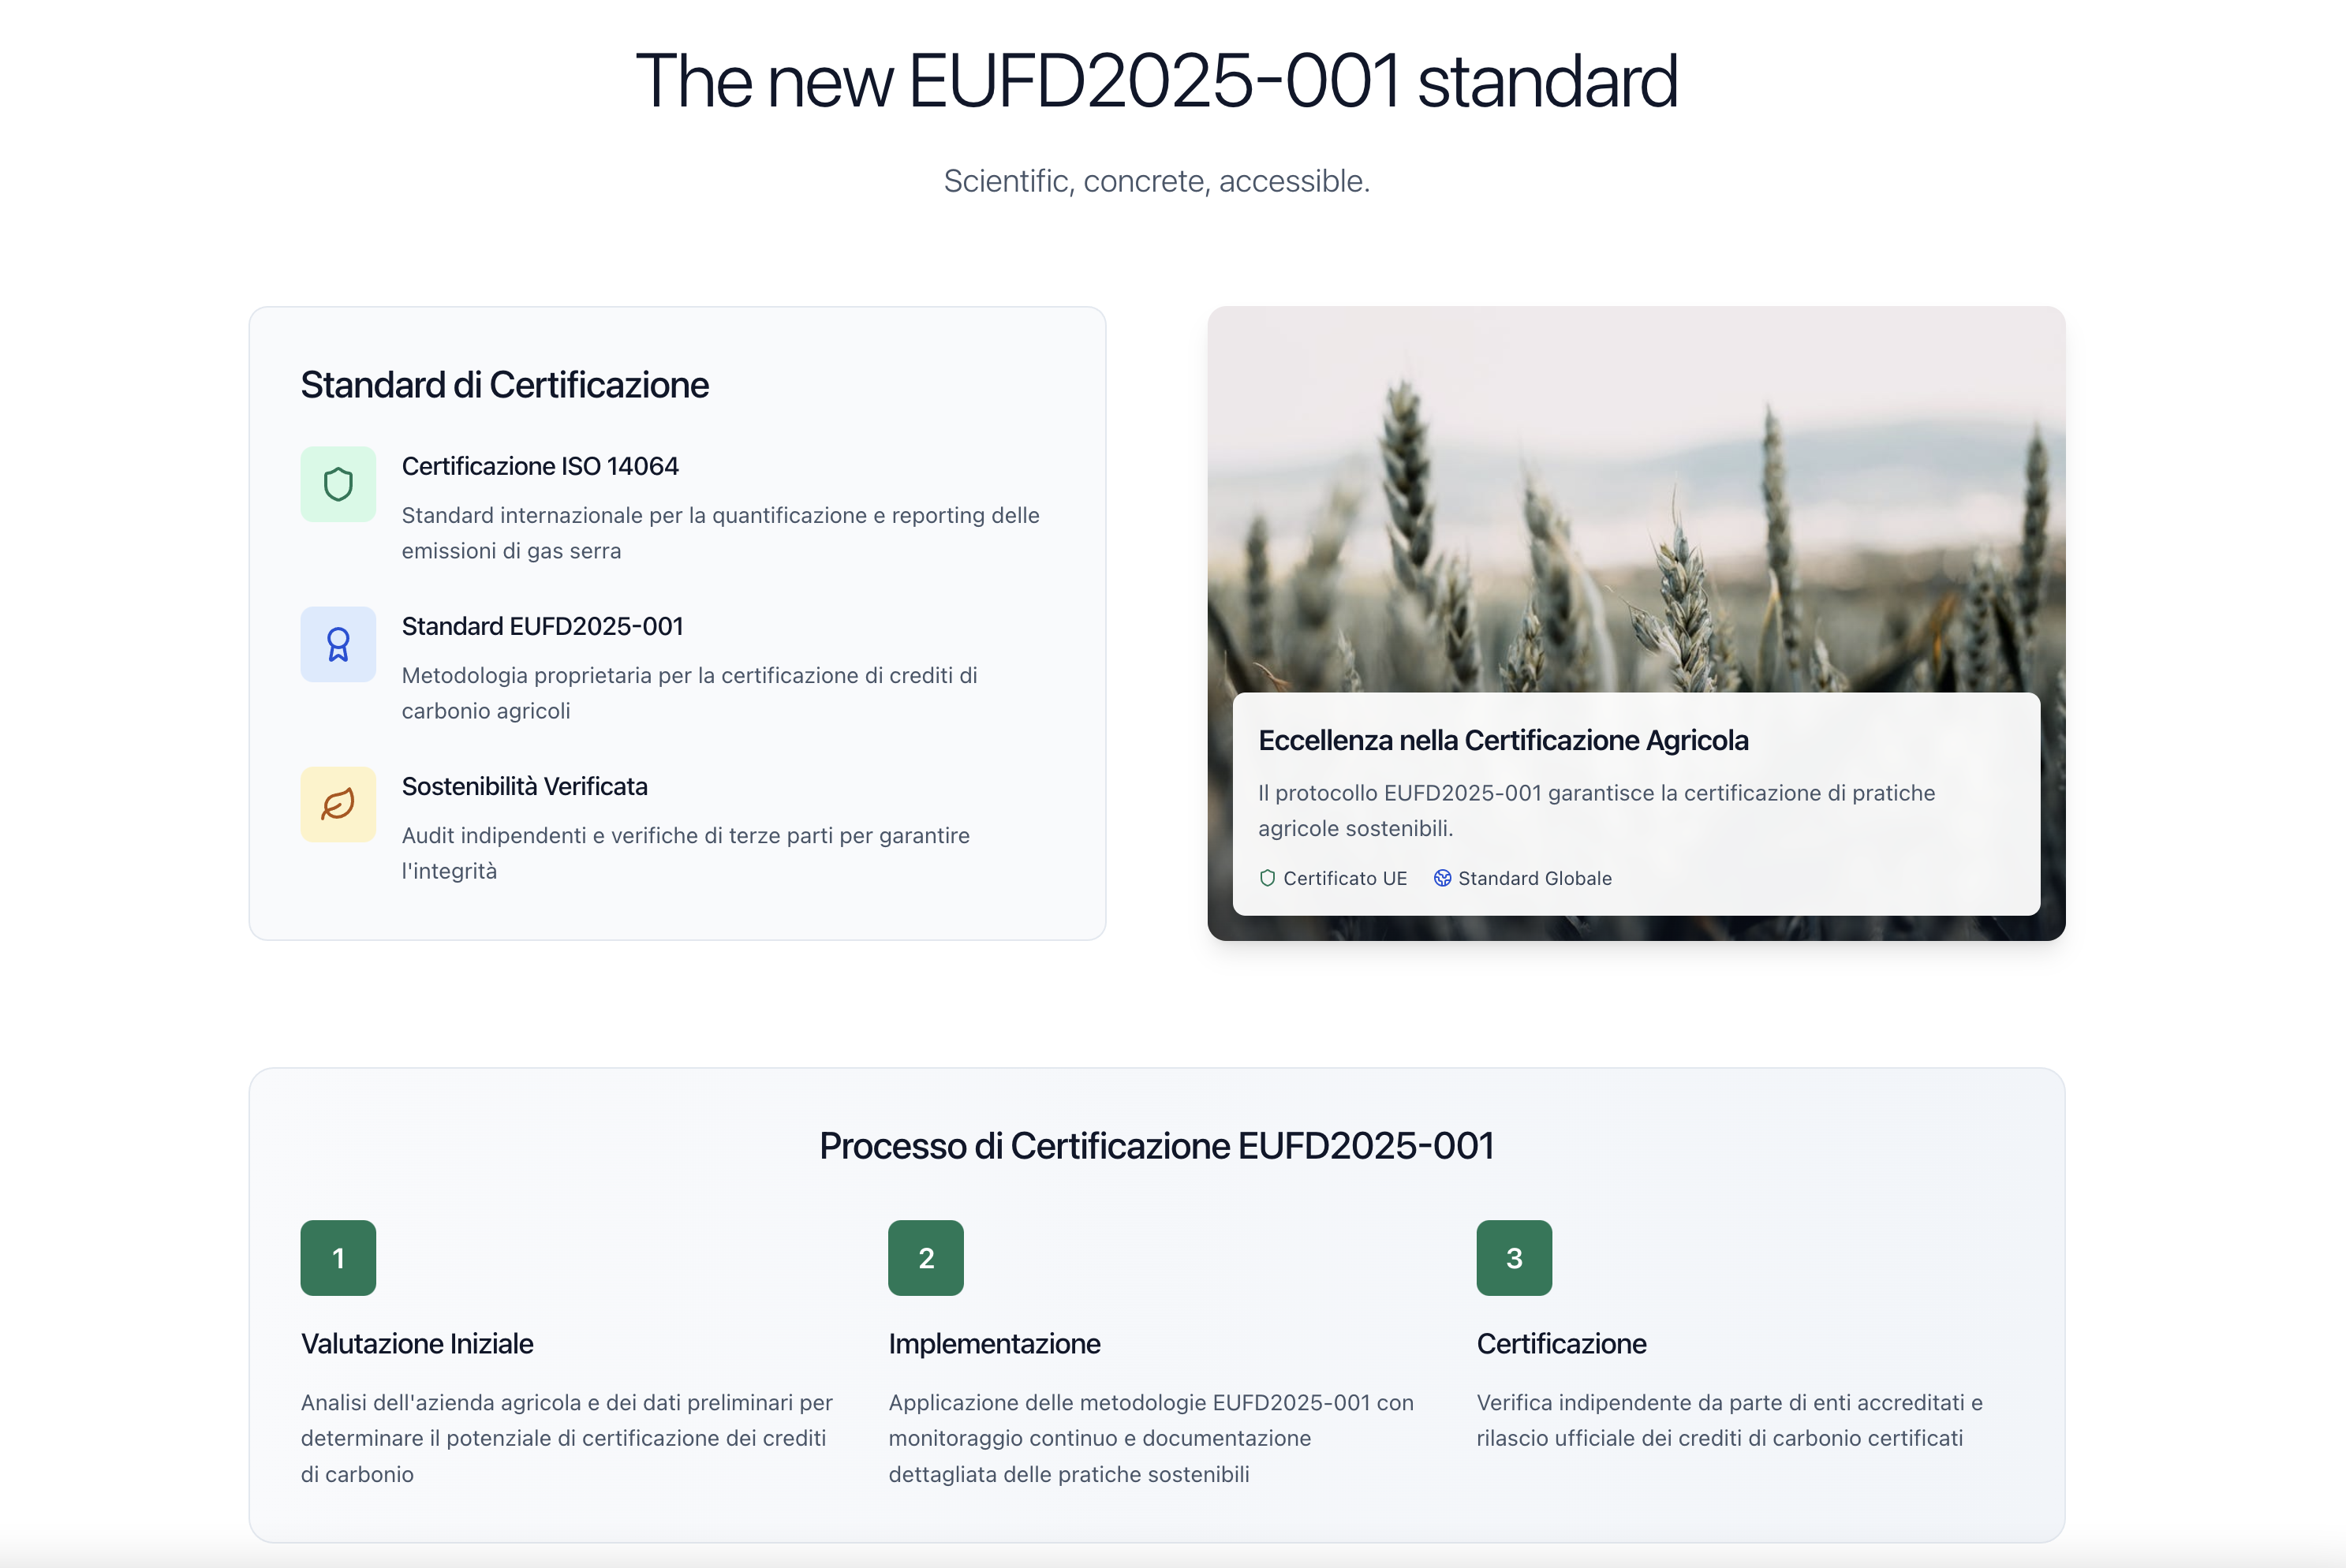 The new EUFD2025-001 standard
Scientific, concrete, accessible.
Standard di Certificazione
Certificazione ISO 14064
Standard internazionale per la quantificazione e reporting delle
emissioni di gas serra
Standard EUFD2025-001
Metodologia proprietaria per la certificazione di crediti di
carbonio agricoli
Sostenibilità Verificata
Audit indipendenti e verifiche di terze parti per garantire
l'integrità
Eccellenza nella Certificazione Agricola
Il protocollo EUFD2025-001 garantisce la certificazione di pratiche
agricole sostenibili.
Certificato UE
Standard Globale
Processo di Certificazione EUFD2025-001
1
Valutazione Iniziale
Analisi dell'azienda agricola e dei dati preliminari per
determinare il potenziale di certificazione dei crediti
di carbonio
2
Implementazione
Applicazione delle metodologie EUFD2025-001 con
monitoraggio continuo e documentazione
dettagliata delle pratiche sostenibili
3
Certificazione
Verifica indipendente da parte di enti accreditati e
rilascio ufficiale dei crediti di carbonio certificati